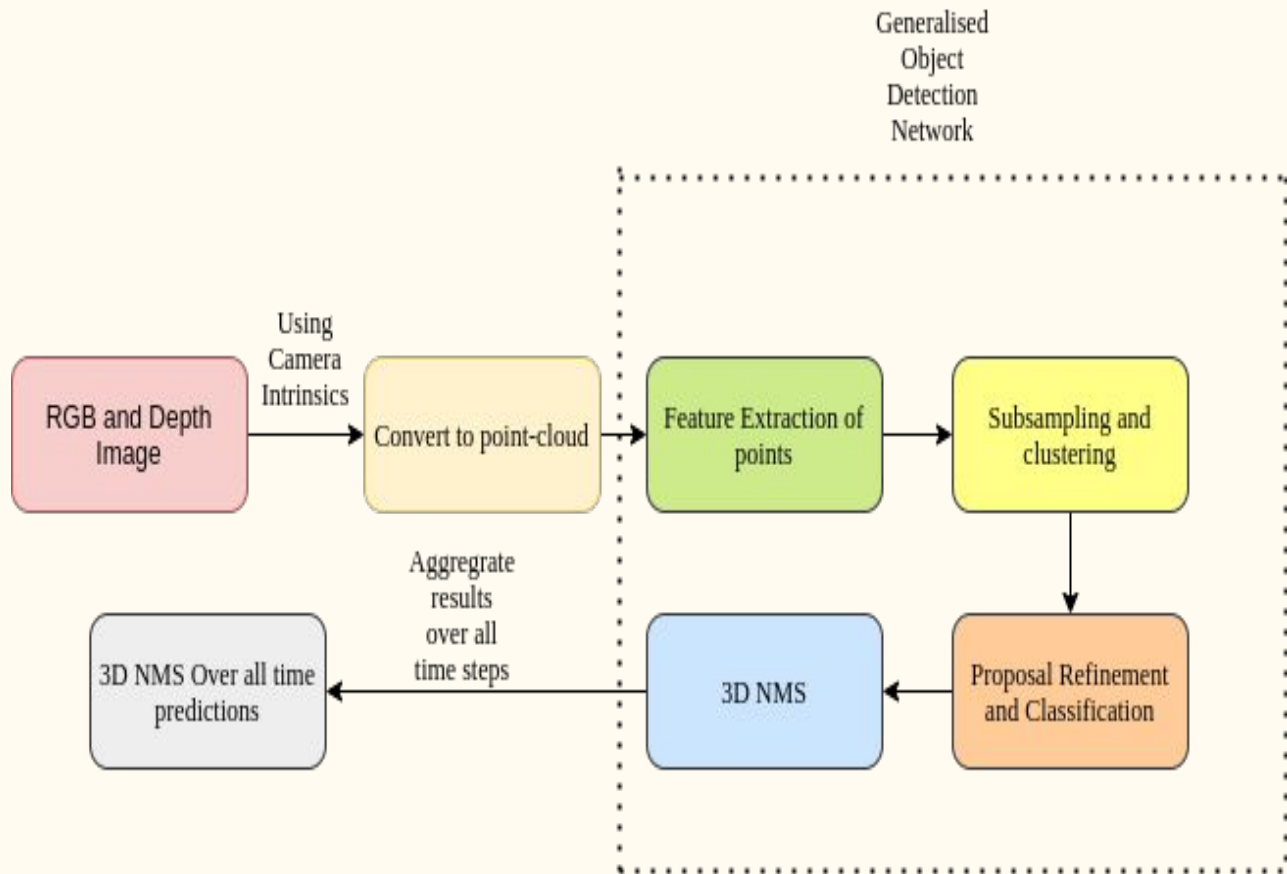 Generalised
Object
Detection
Network
Using
Camera
Intrinsics
RGB and Depth
Image
Convert to point-cloud
Feature Extraction of
points
Subsampling and
clustering
Aggregrate
results
over all
time steps
3D NMS Over all time
predictions
3D NMS
Proposal Refinement
and Classification